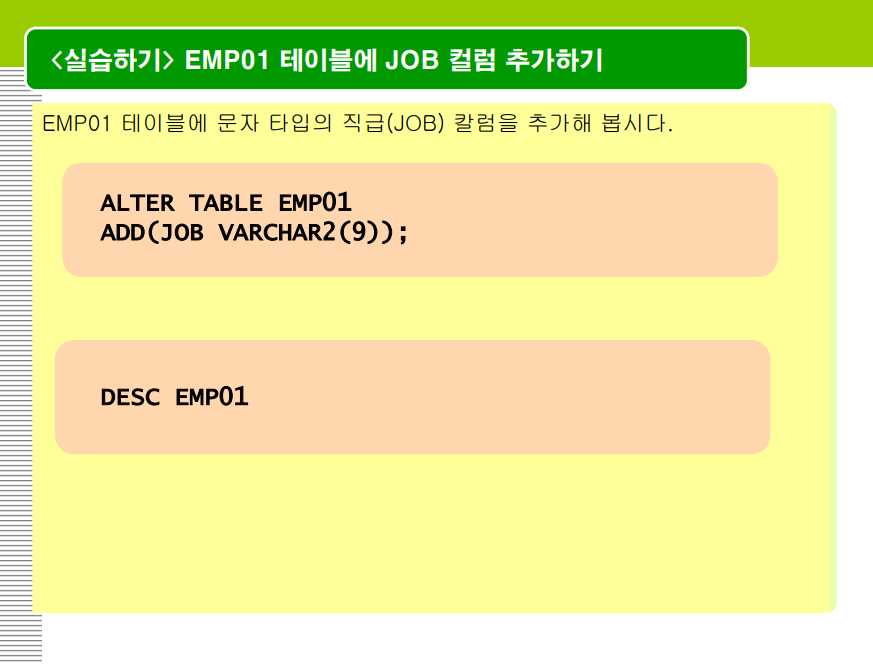 <실습하기> EMP01 테이블에 JOB 컬럼 추가하기
EMP01 테이블에 문자 타입의 직급(JOB) 칼럼을 추가해 봅시다.
ALTER TABLE EMP01
ADD(JOB VARCHAR2(9));
DESC EMP01